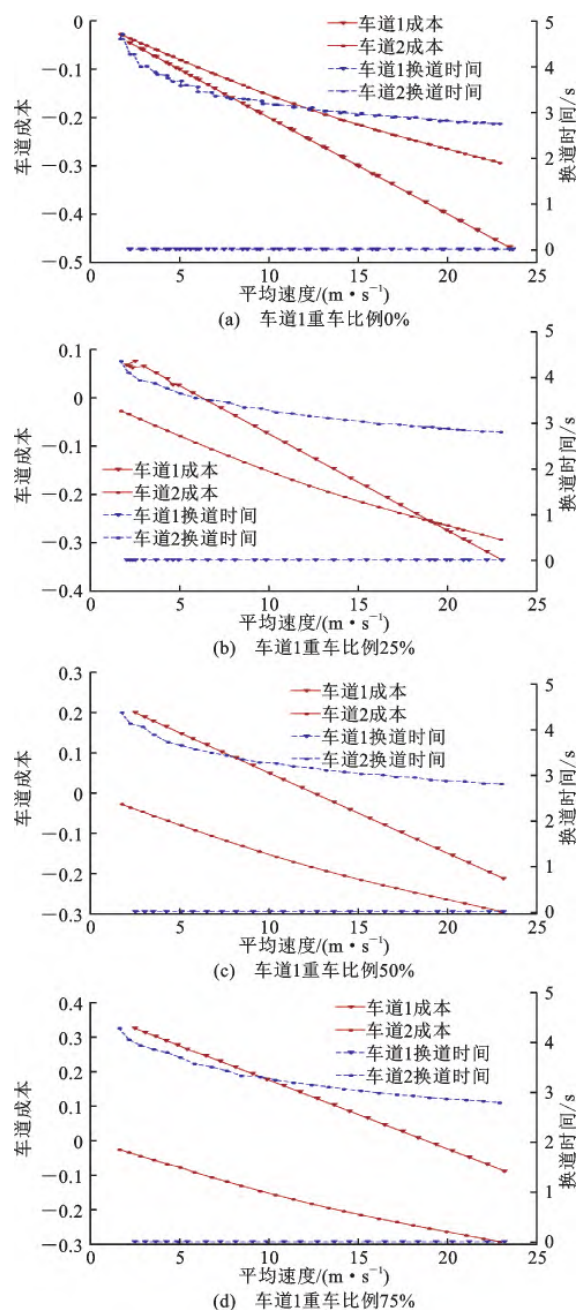 0
−0.1
−0.2
−0.3
−0.4
−0.5
车道成本
车道1成本
车道2成本
车道1换道时间
车道2换道时间
5
4
3
2
1
0
换道时间/s
0 5 10 15 20 25
平均速度/(m·s⁻¹)
(a) 车道1重车比例0%
0.1
0
−0.1
−0.2
−0.3
−0.4
车道成本
车道1成本
车道2成本
车道1换道时间
车道2换道时间
5
4
3
2
1
0
换道时间/s
0 5 10 15 20 25
平均速度/(m·s⁻¹)
(b) 车道1重车比例25%
0.3
0.2
0.1
0
−0.1
−0.2
−0.3
车道成本
车道1成本
车道2成本
车道1换道时间
车道2换道时间
5
4
3
2
1
0
换道时间/s
0 5 10 15 20 25
平均速度/(m·s⁻¹)
(c) 车道1重车比例50%
0.4
0.3
0.2
0.1
0
−0.1
−0.2
−0.3
车道成本
车道1成本
车道2成本
车道1换道时间
车道2换道时间
5
4
3
2
1
0
换道时间/s
0 5 10 15 20 25
平均速度/(m·s⁻¹)
(d) 车道1重车比例75%